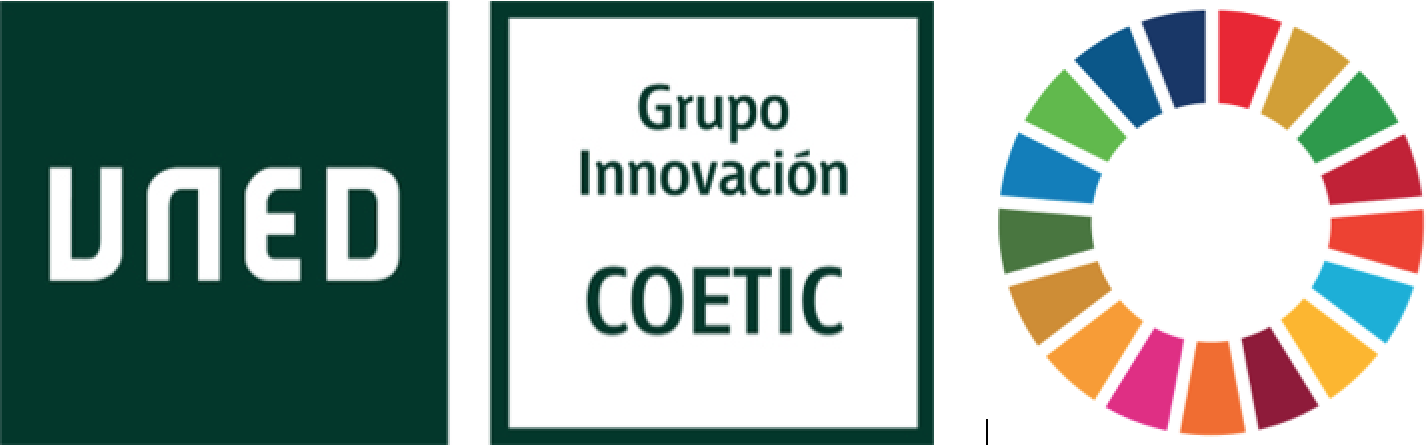 UNED
Grupo
Innovación
COETIC